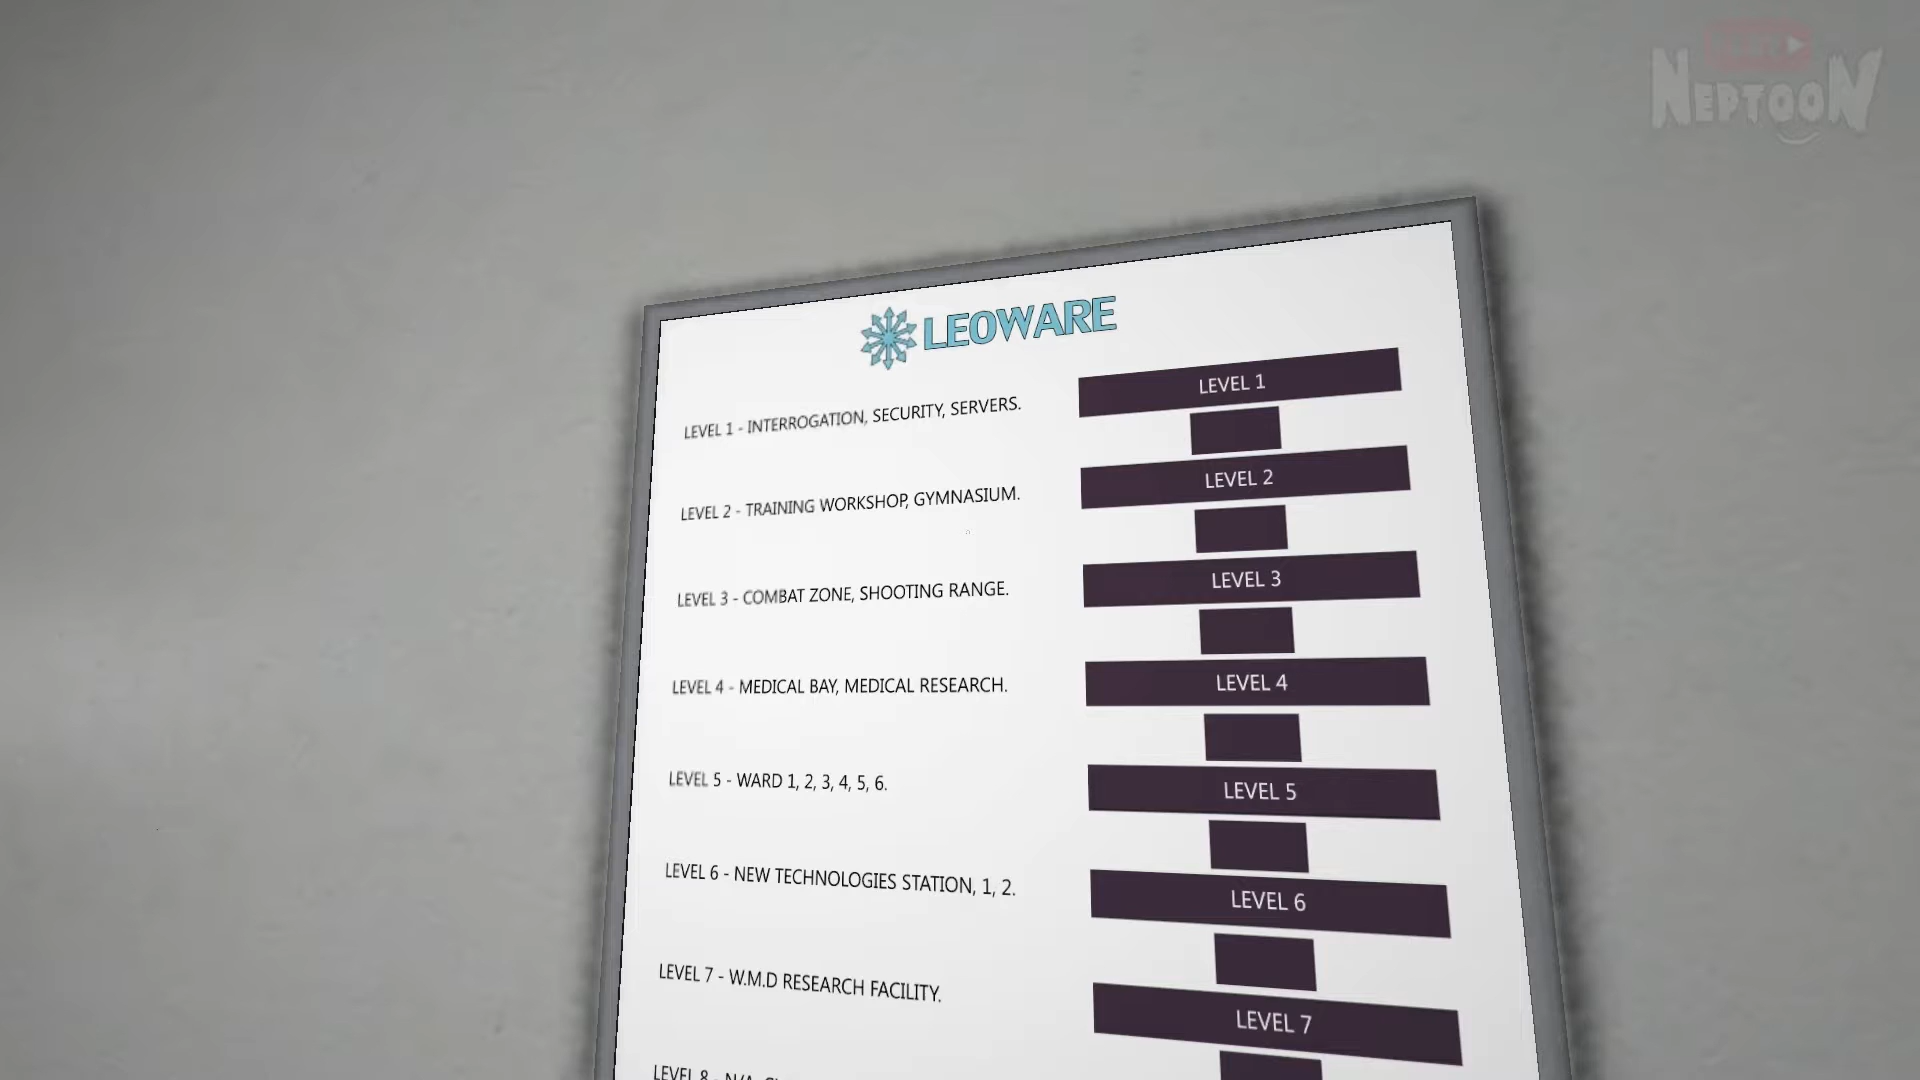 NEPTOON
LEOWARE
LEVEL 1 - INTERROGATION, SECURITY, SERVERS.
LEVEL 1
LEVEL 2 - TRAINING WORKSHOP, GYMNASIUM.
LEVEL 2
LEVEL 3 - COMBAT ZONE, SHOOTING RANGE.
LEVEL 3
LEVEL 4 - MEDICAL BAY, MEDICAL RESEARCH.
LEVEL 4
LEVEL 5 - WARD 1, 2, 3, 4, 5, 6.
LEVEL 5
LEVEL 6 - NEW TECHNOLOGIES STATION, 1, 2.
LEVEL 6
LEVEL 7 - W.M.D RESEARCH FACILITY.
LEVEL 7
LEVEL 8 - N/A